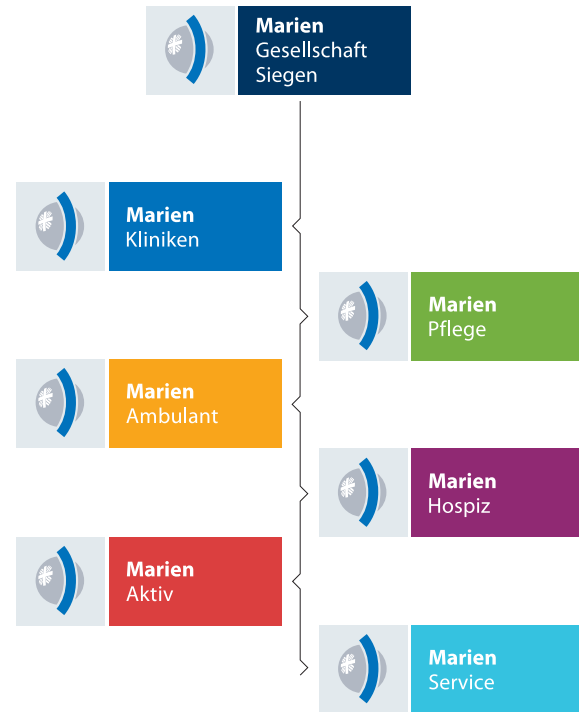 Marien
Gesellschaft
Siegen
Marien
Kliniken
Marien
Pflege
Marien
Ambulant
Marien
Hospiz
Marien
Aktiv
Marien
Service